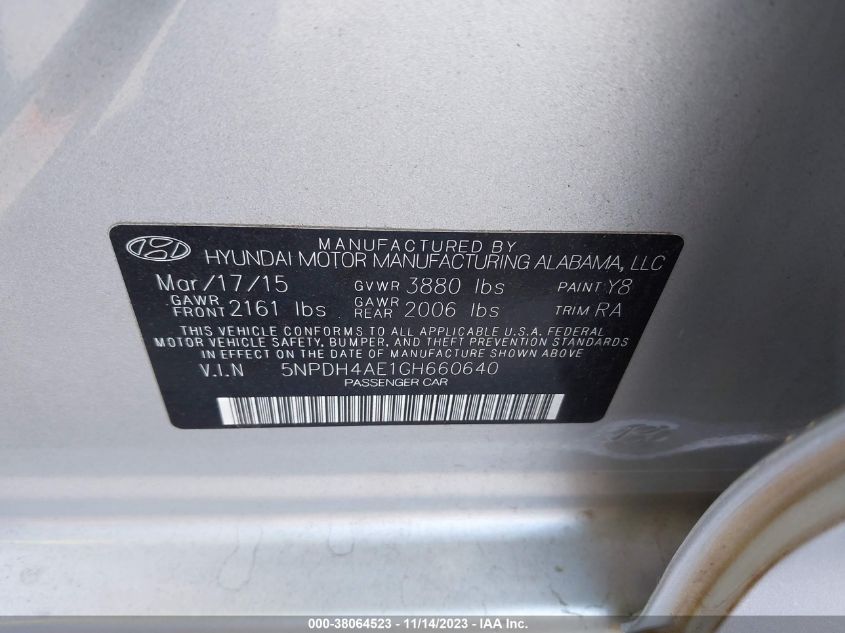 MANUFACTURED BY
HYUNDAI MOTOR MANUFACTURING ALABAMA, LLC
Mar/17/15 GVWR 3880 lbs PAINT Y8
GAWR FRONT 2161 lbs GAWR REAR 2006 lbs TRIM RA
THIS VEHICLE CONFORMS TO ALL APPLICABLE U.S.A. FEDERAL
MOTOR VEHICLE SAFETY, BUMPER, AND THEFT PREVENTION STANDARDS
IN EFFECT ON THE DATE OF MANUFACTURE SHOWN ABOVE
V.I.N 5NPDH4AE1GH660640
PASSENGER CAR
000-38064523 - 11/14/2023 - IAA Inc.